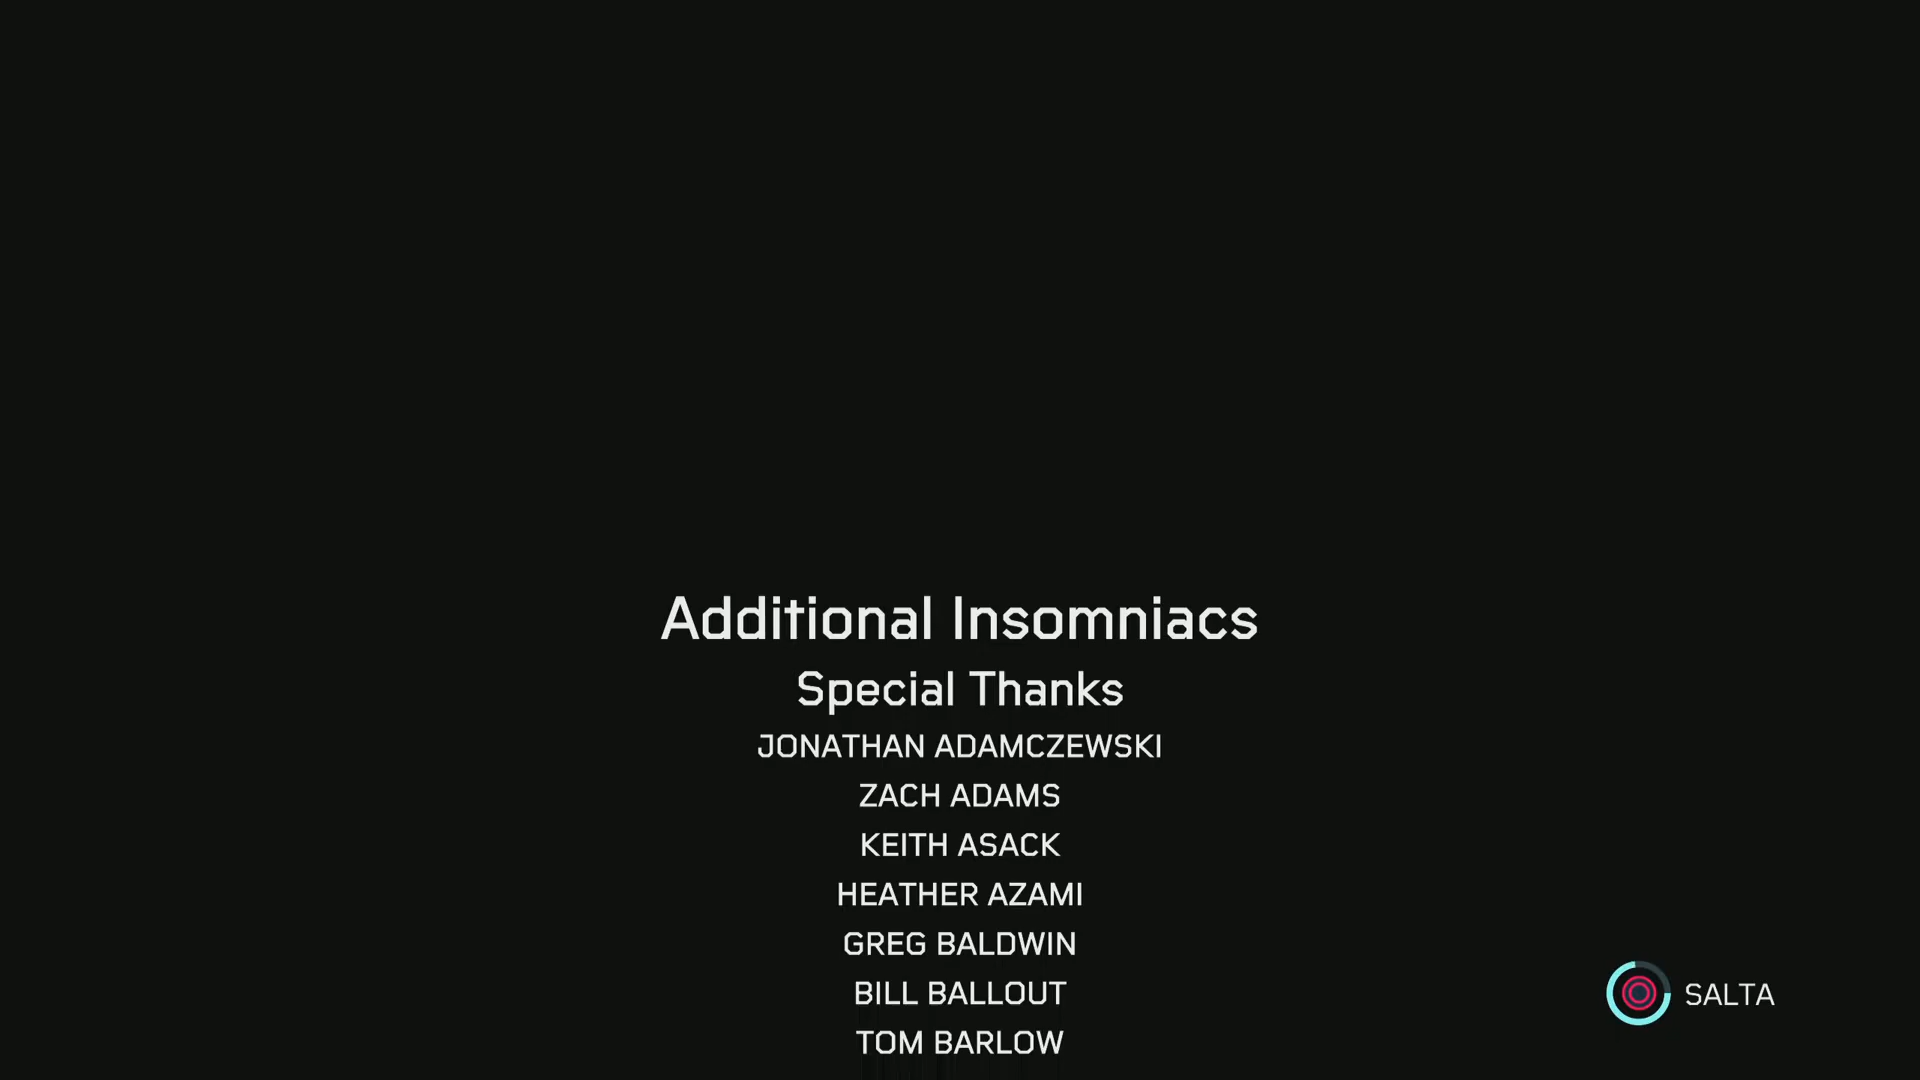 Additional Insomniacs
Special Thanks
JONATHAN ADAMCZEWSKI
ZACH ADAMS
KEITH ASACK
HEATHER AZAMI
GREG BALDWIN
BILL BALLOUT
TOM BARLOW
SALTA